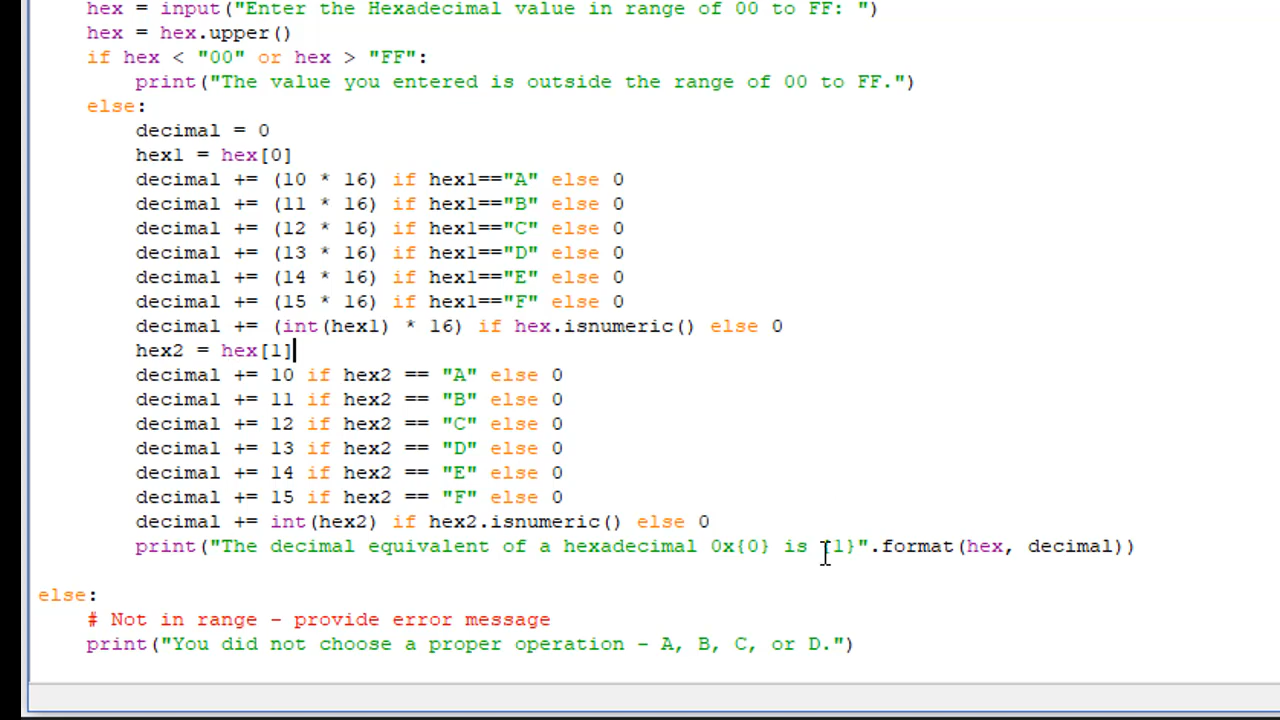 hex = input("Enter the Hexadecimal value in range of 00 to FF: ")
hex = hex.upper()
if hex < "00" or hex > "FF":
print("The value you entered is outside the range of 00 to FF.")
else:
decimal = 0
hex1 = hex[0]
decimal += (10 * 16) if hex1=="A" else 0
decimal += (11 * 16) if hex1=="B" else 0
decimal += (12 * 16) if hex1=="C" else 0
decimal += (13 * 16) if hex1=="D" else 0
decimal += (14 * 16) if hex1=="E" else 0
decimal += (15 * 16) if hex1=="F" else 0
decimal += (int(hex1) * 16) if hex.isnumeric() else 0
hex2 = hex[1]
decimal += 10 if hex2 == "A" else 0
decimal += 11 if hex2 == "B" else 0
decimal += 12 if hex2 == "C" else 0
decimal += 13 if hex2 == "D" else 0
decimal += 14 if hex2 == "E" else 0
decimal += 15 if hex2 == "F" else 0
decimal += int(hex2) if hex2.isnumeric() else 0
print("The decimal equivalent of a hexadecimal 0x{0} is {1}".format(hex, decimal))
else:
# Not in range - provide error message
print("You did not choose a proper operation - A, B, C, or D.")